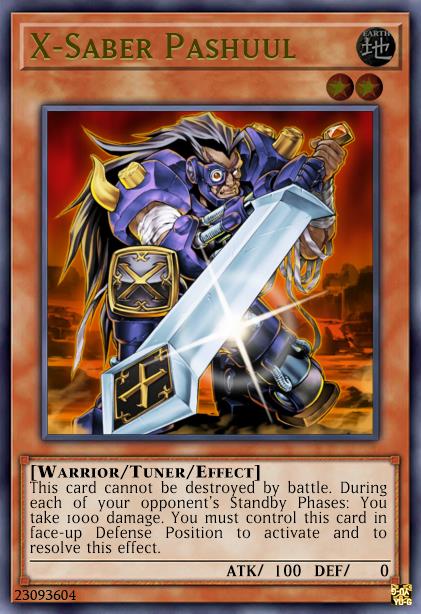 X-Saber Pashuul
EARTH
地
[Warrior/Tuner/Effect]
This card cannot be destroyed by battle. During
each of your opponent's Standby Phases: You
take 1000 damage. You must control this card in
face-up Defense Position to activate and to
resolve this effect.
ATK/ 100 DEF/ 0
23093604